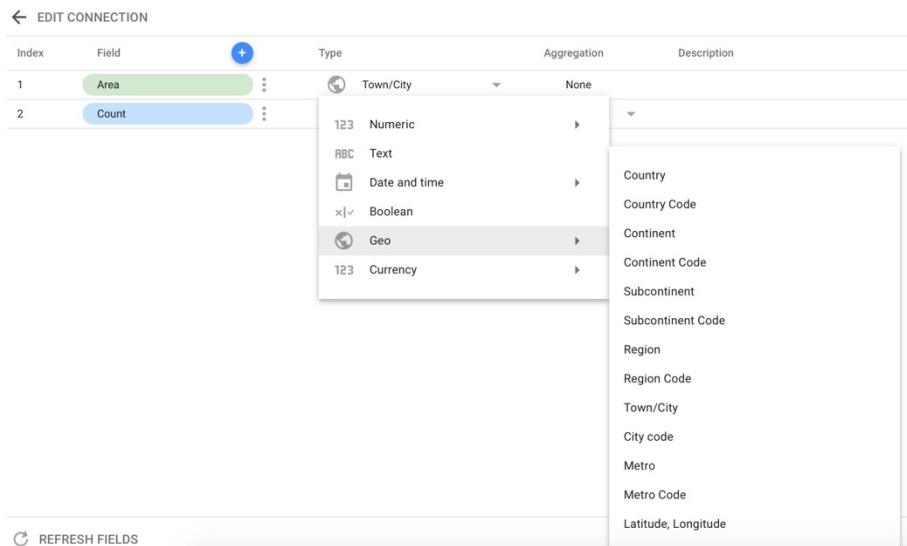 EDIT CONNECTION
Index Field Type Aggregation Description
1 Area Town/City None
2 Count
123 Numeric
ABC Text
Date and time
Boolean
Geo
123 Currency
Country
Country Code
Continent
Continent Code
Subcontinent
Subcontinent Code
Region
Region Code
Town/City
City code
Metro
Metro Code
Latitude, Longitude
REFRESH FIELDS